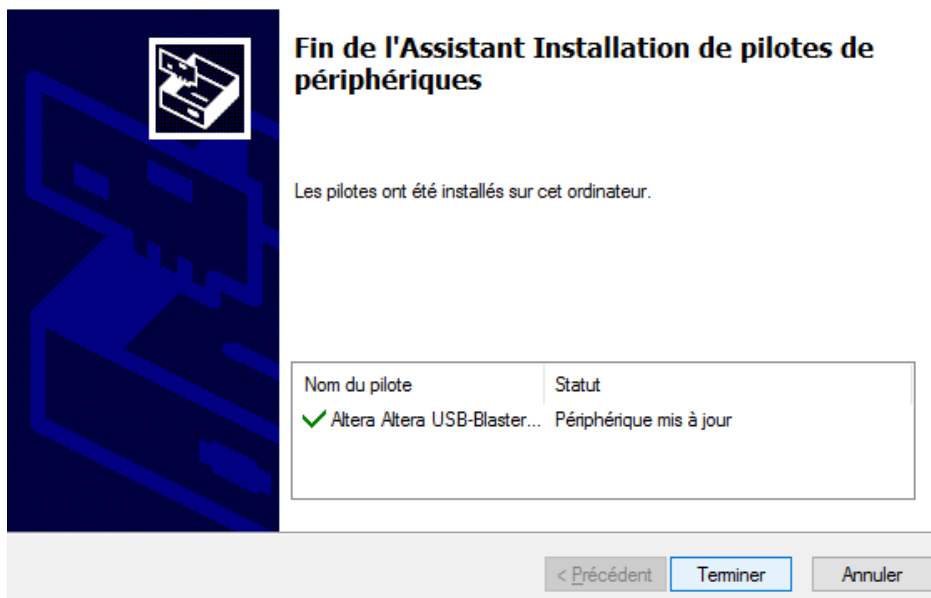 Fin de l'Assistant Installation de pilotes de
périphériques
Les pilotes ont été installés sur cet ordinateur.
Nom du pilote Statut
Altera Altera USB-Blaster... Périphérique mis à jour
< Précédent Terminer Annuler